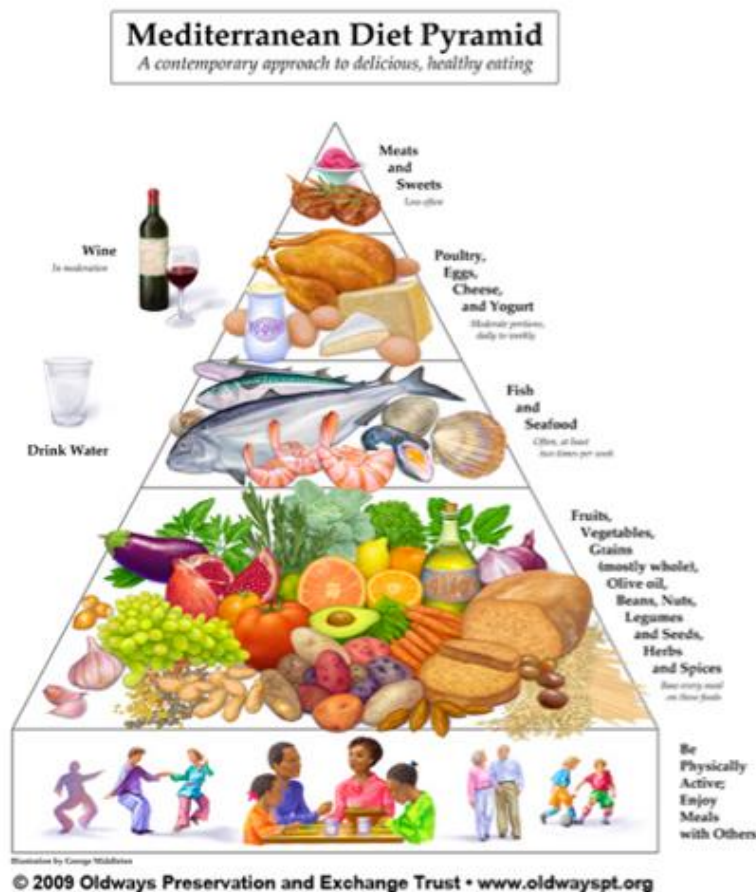 Mediterranean Diet Pyramid
A contemporary approach to delicious, healthy eating
Meats
and
Sweets
Less often
Wine
In moderation
Poultry,
Eggs,
Cheese,
and Yogurt
Moderate portions,
daily to weekly
Drink Water
Fish
and
Seafood
Often, at least
two times per week
Fruits,
Vegetables,
Grains
(mostly whole),
Olive oil,
Beans, Nuts,
Legumes
and Seeds,
Herbs
and Spices
Base every meal
on these foods
Be
Physically
Active;
Enjoy
Meals
with Others
Illustration by George Middleton
© 2009 Oldways Preservation and Exchange Trust • www.oldwayspt.org